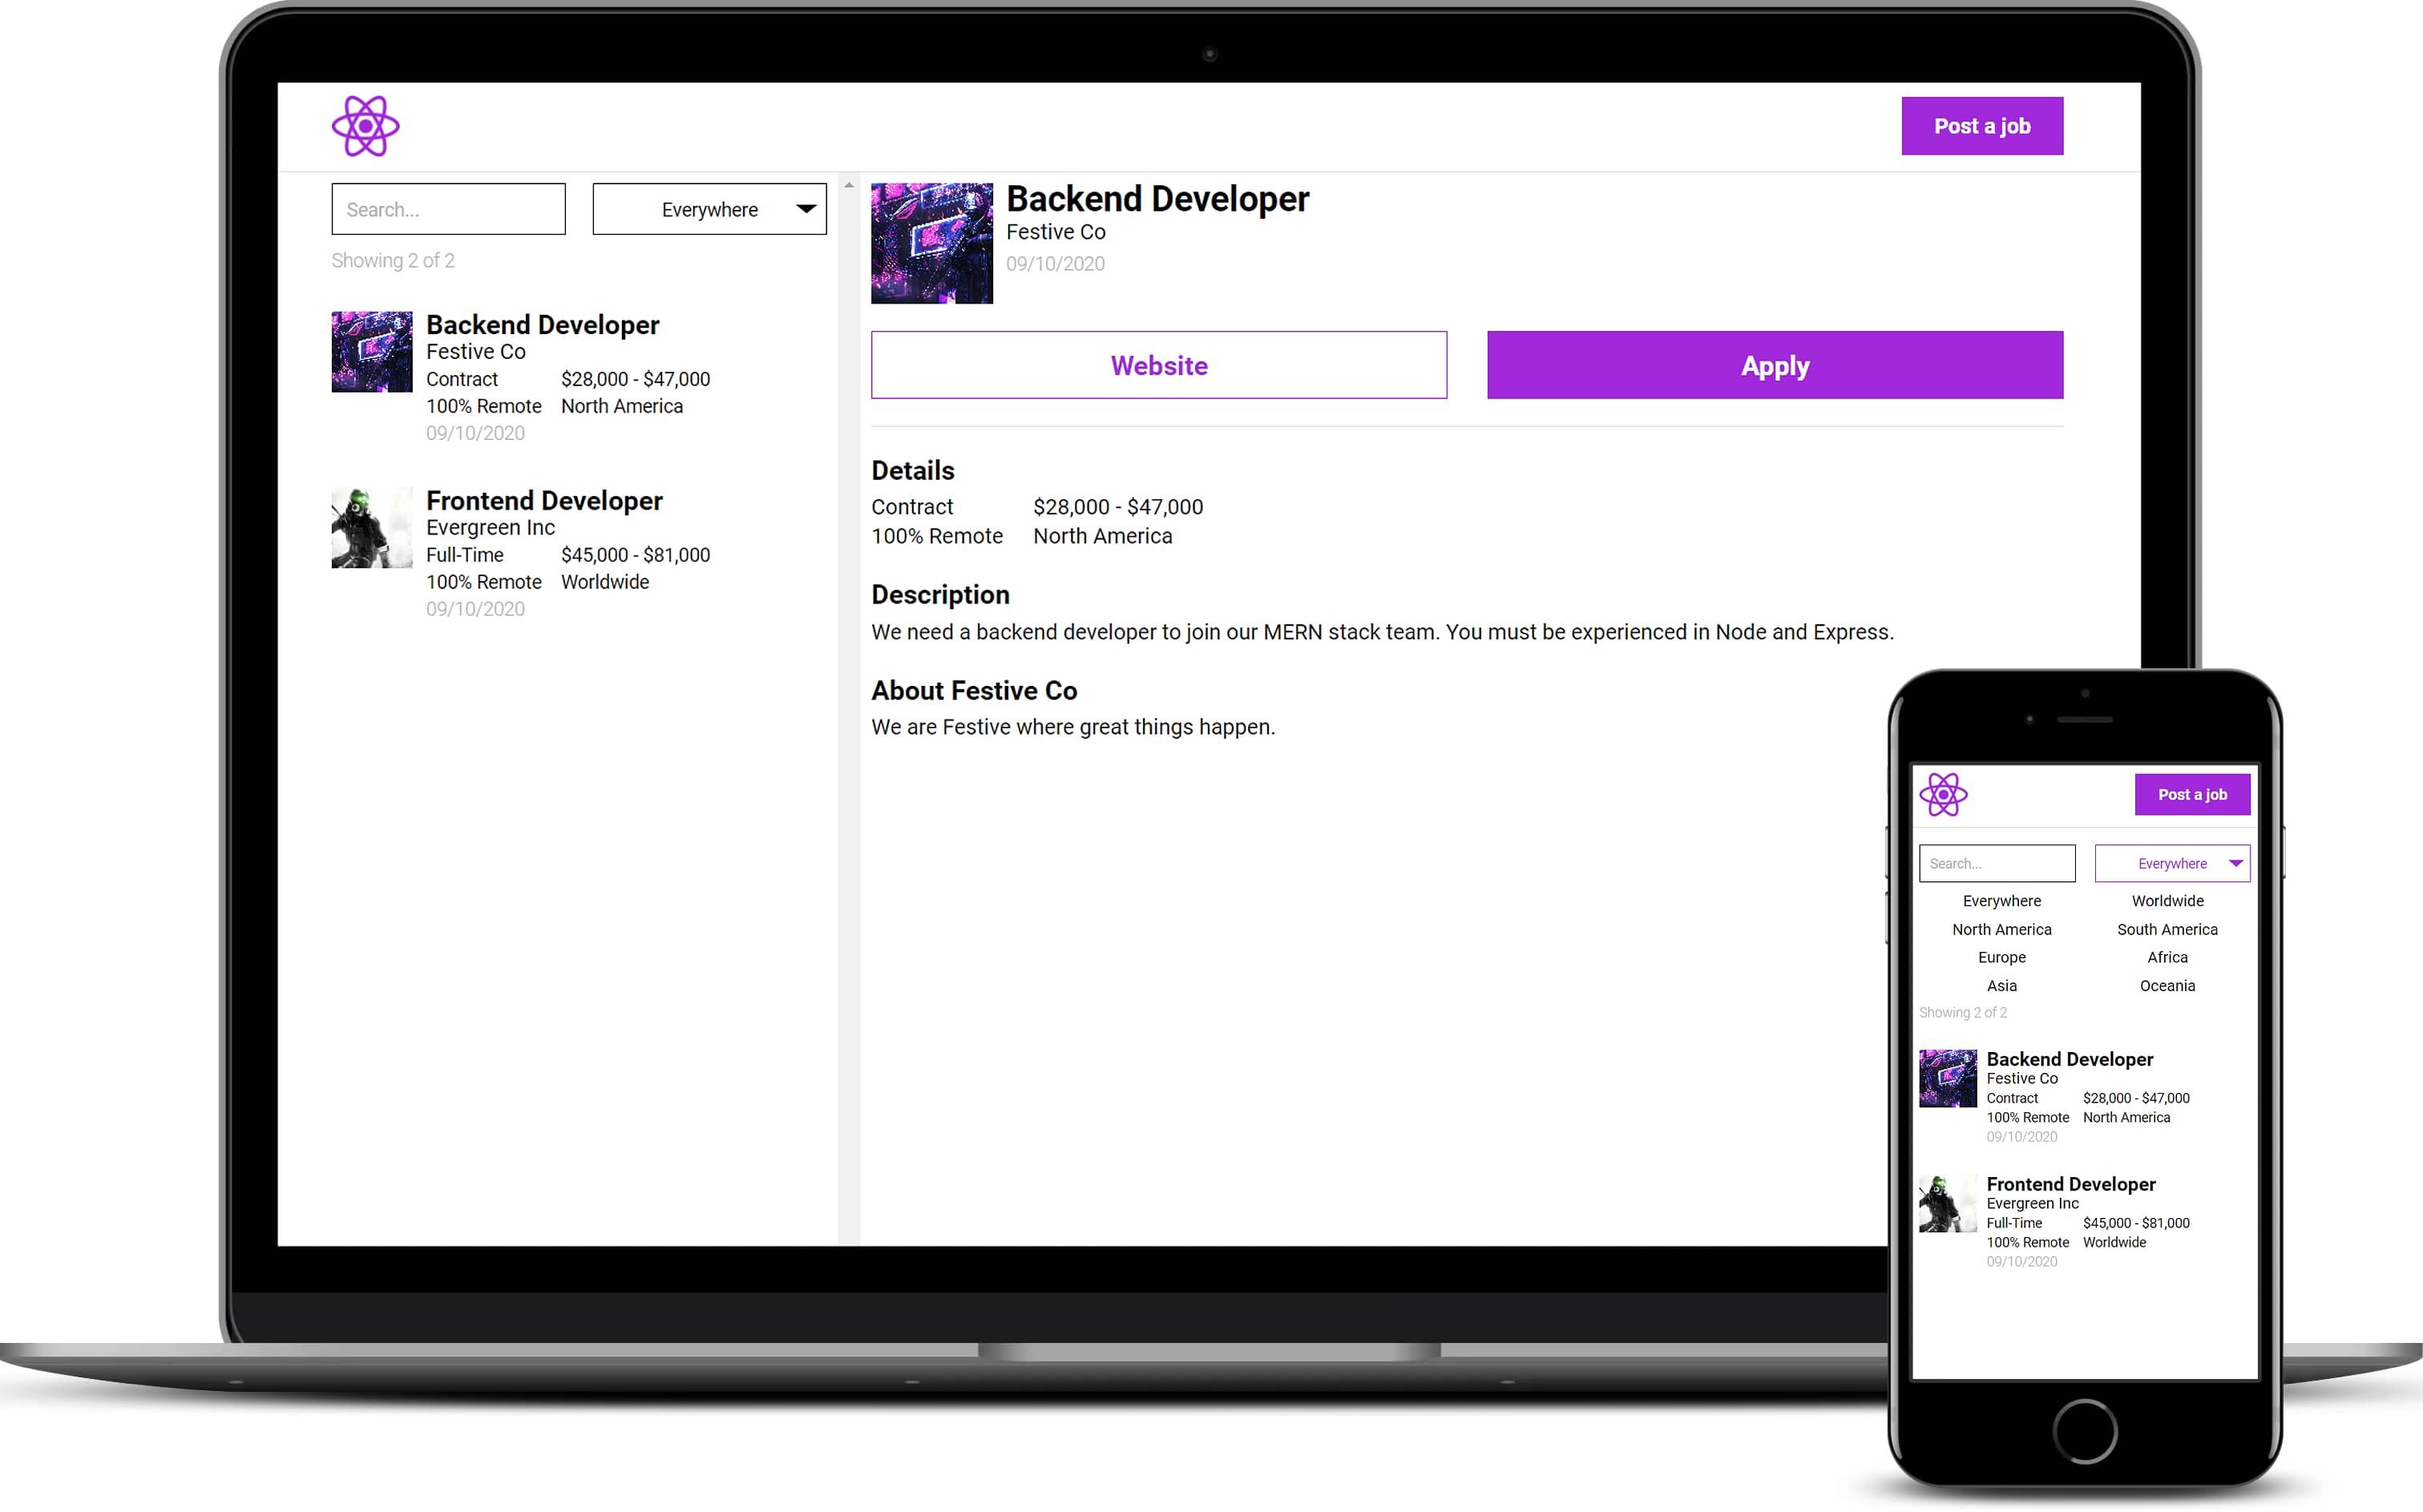 Post a job
Search...
Everywhere
Showing 2 of 2
Backend Developer
Festive Co
Contract $28,000 - $47,000
100% Remote North America
09/10/2020
Frontend Developer
Evergreen Inc
Full-Time $45,000 - $81,000
100% Remote Worldwide
09/10/2020
Backend Developer
Festive Co
09/10/2020
Website
Apply
Details
Contract $28,000 - $47,000
100% Remote North America
Description
We need a backend developer to join our MERN stack team. You must be experienced in Node and Express.
About Festive Co
We are Festive where great things happen.
Post a job
Search...
Everywhere
Everywhere Worldwide
North America South America
Europe Africa
Asia Oceania
Showing 2 of 2
Backend Developer
Festive Co
Contract $28,000 - $47,000
100% Remote North America
09/10/2020
Frontend Developer
Evergreen Inc
Full-Time $45,000 - $81,000
100% Remote Worldwide
09/10/2020